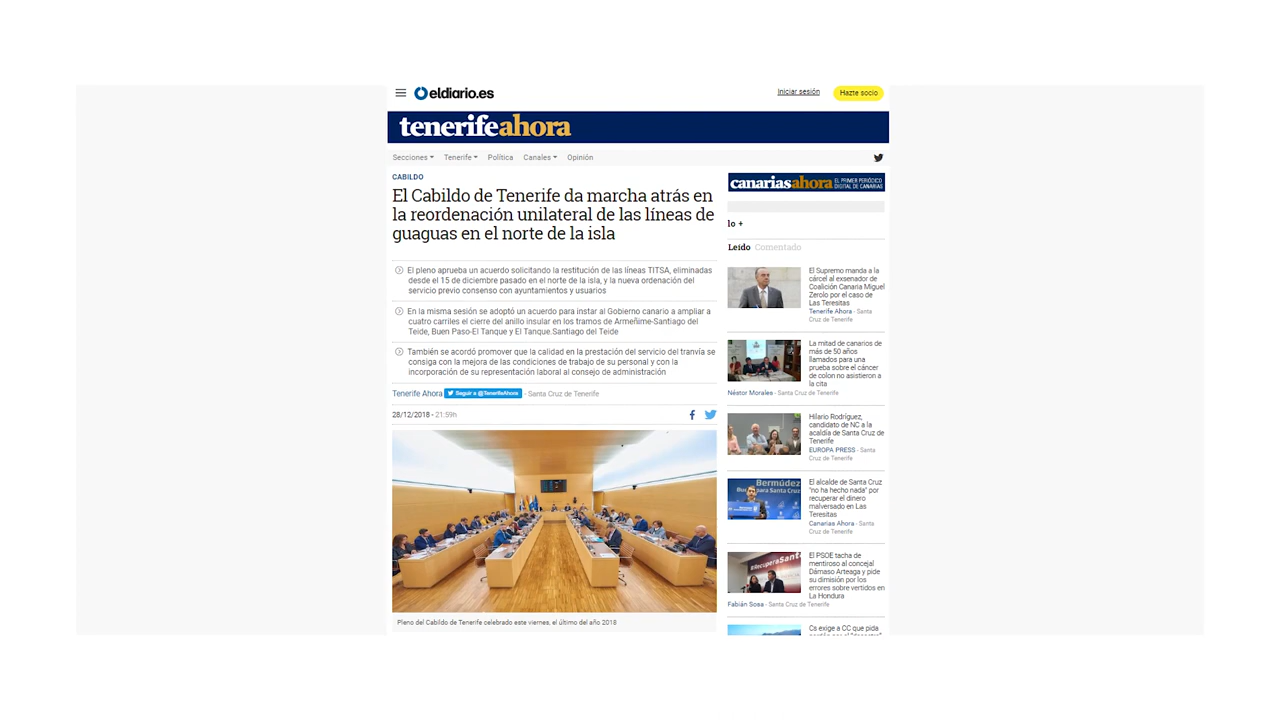 eldiario.es
Iniciar sesión
Hazte socio
tenerifeahora
Secciones Tenerife Política Canales Opinión
CABILDO
El Cabildo de Tenerife da marcha atrás en
la reordenación unilateral de las líneas de
guaguas en el norte de la isla
El pleno aprueba un acuerdo solicitando la restitución de las líneas TITSA, eliminadas
desde el 15 de diciembre pasado en el norte de la isla, y la nueva ordenación del
servicio previo consenso con ayuntamientos y usuarios
En la misma sesión se adoptó un acuerdo para instar al Gobierno canario a ampliar a
cuatro carriles el cierre del anillo insular en los tramos de Armeñime-Santiago del
Teide, Buen Paso-El Tanque y El Tanque.Santiago del Teide
También se acordó promover que la calidad en la prestación del servicio del tranvía se
consiga con la mejora de las condiciones de trabajo de su personal y con la
incorporación de su representación laboral al consejo de administración
Tenerife Ahora Seguir a @TenerifeAhora - Santa Cruz de Tenerife
28/12/2018 - 21:59h
Pleno del Cabildo de Tenerife celebrado este viernes, el último del año 2018
canariasahora EL PRIMER PERIÓDICO
DIGITAL DE CANARIAS
lo +
Leído Comentado
El Supremo manda a la
cárcel al exsenador de
Coalición Canaria Miguel
Zerolo por el caso de
Las Teresitas
Tenerife Ahora - Santa
Cruz de Tenerife
La mitad de canarios de
más de 50 años
llamados para una
prueba sobre el cáncer
de colon no asistieron a
la cita
Néstor Morales - Santa Cruz de Tenerife
Hilario Rodríguez,
candidato de NC a la
acaldía de Santa Cruz de
Tenerife
EUROPA PRESS - Santa
Cruz de Tenerife
Bermúdez
para Santa Cruz
El alcalde de Santa Cruz
"no ha hecho nada" por
recuperar el dinero
malversado en Las
Teresitas
Canarias Ahora - Santa
Cruz de Tenerife
#RecuperaSanta
El PSOE tacha de
mentiroso al concejal
Dámaso Arteaga y pide
su dimisión por los
errores sobre vertidos en
La Hondura
Fabián Sosa - Santa Cruz de Tenerife
Cs exige a CC que pida